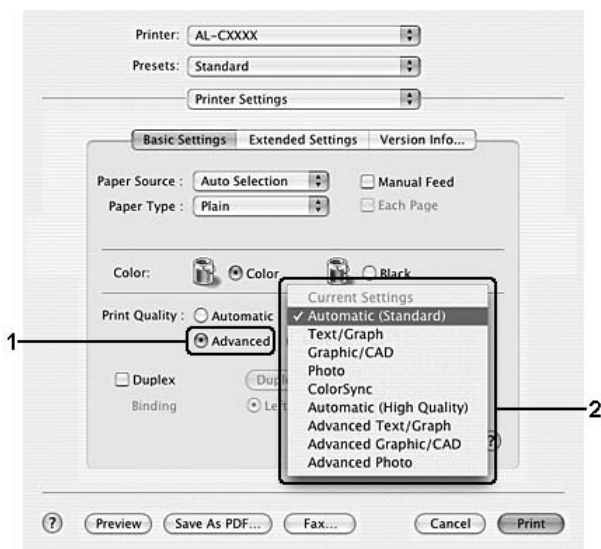 Printer: AL-CXXXX
Presets: Standard
Printer Settings
Basic Settings Extended Settings Version Info...
Paper Source : Auto Selection Manual Feed
Paper Type : Plain Each Page
Color: Color Black
Current Settings
Print Quality : Automatic ✓ Automatic (Standard)
Text/Graph
1 Advanced Graphic/CAD
Photo
Duplex Dupl ColorSync
Binding Le Automatic (High Quality) 2
Advanced Text/Graph
Advanced Graphic/CAD ?
Advanced Photo
? Preview Save As PDF... Fax... Cancel Print